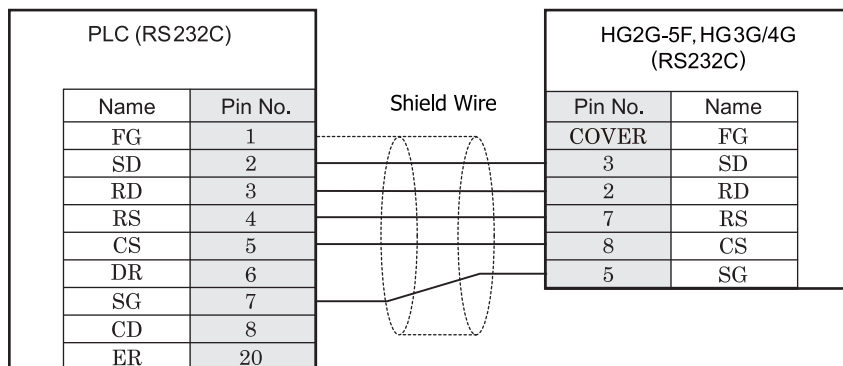 PLC (RS232C)
HG2G-5F, HG3G/4G
(RS232C)
Shield Wire
Name Pin No.
FG 1
SD 2
RD 3
RS 4
CS 5
DR 6
SG 7
CD 8
ER 20
Pin No. Name
COVER FG
3 SD
2 RD
7 RS
8 CS
5 SG